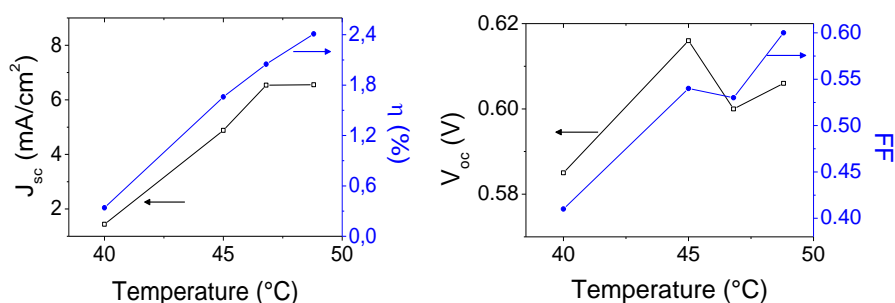 J_sc (mA/cm²)
8
6
4
2
40 45 50
Temperature (°C)
2,4
1,8
1,2
0,6
0,0
η (%)
V_oc (V)
0.62
0.60
0.58
40 45 50
Temperature (°C)
0.60
0.55
0.50
0.45
0.40
FF